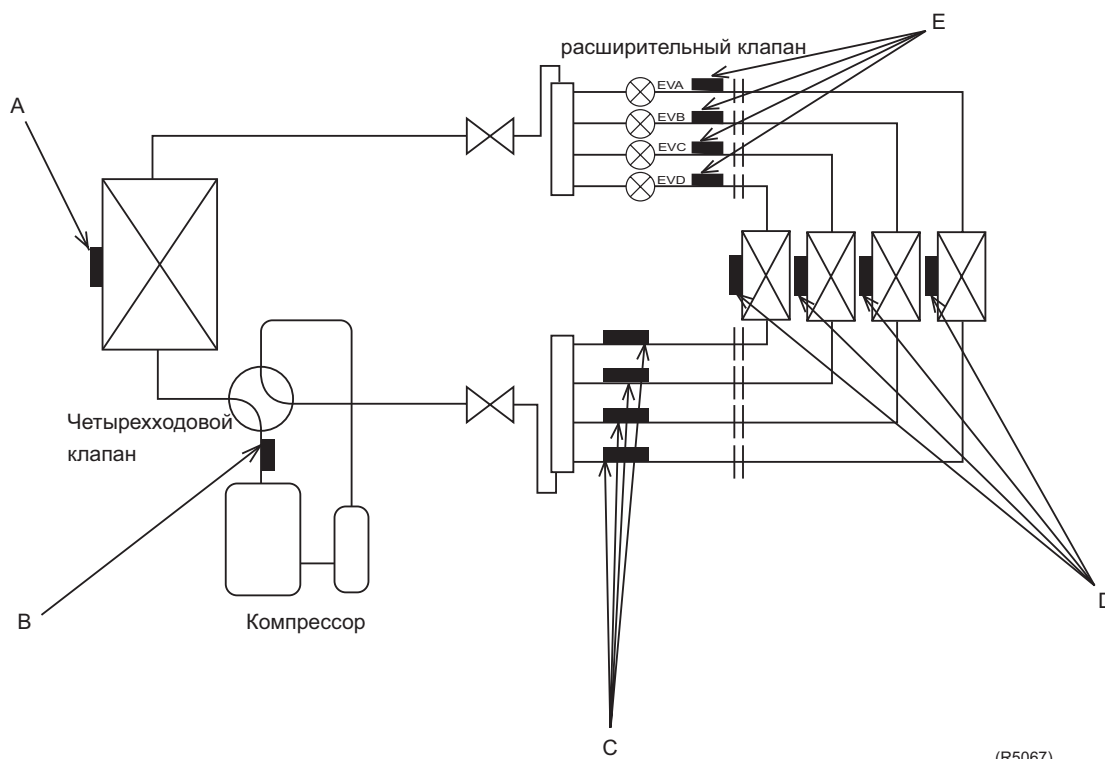 E
расширительный клапан
A
EVA
EVB
EVC
EVD
Четырехходовой
клапан
B
Компрессор
D
C
(R5067)